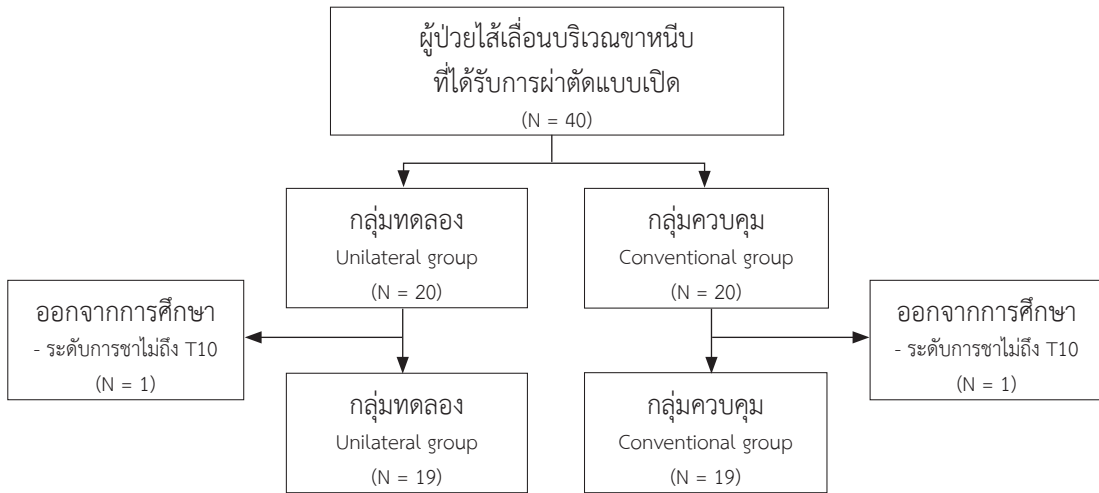 ผู้ป่วยไส้เลื่อนบริเวณขาหนีบ
ที่ได้รับการผ่าตัดแบบเปิด
(N = 40)
กลุ่มทดลอง
Unilateral group
(N = 20)
กลุ่มควบคุม
Conventional group
(N = 20)
ออกจากการศึกษา
- ระดับการชาไม่ถึง T10
(N = 1)
ออกจากการศึกษา
- ระดับการชาไม่ถึง T10
(N = 1)
กลุ่มทดลอง
Unilateral group
(N = 19)
กลุ่มควบคุม
Conventional group
(N = 19)